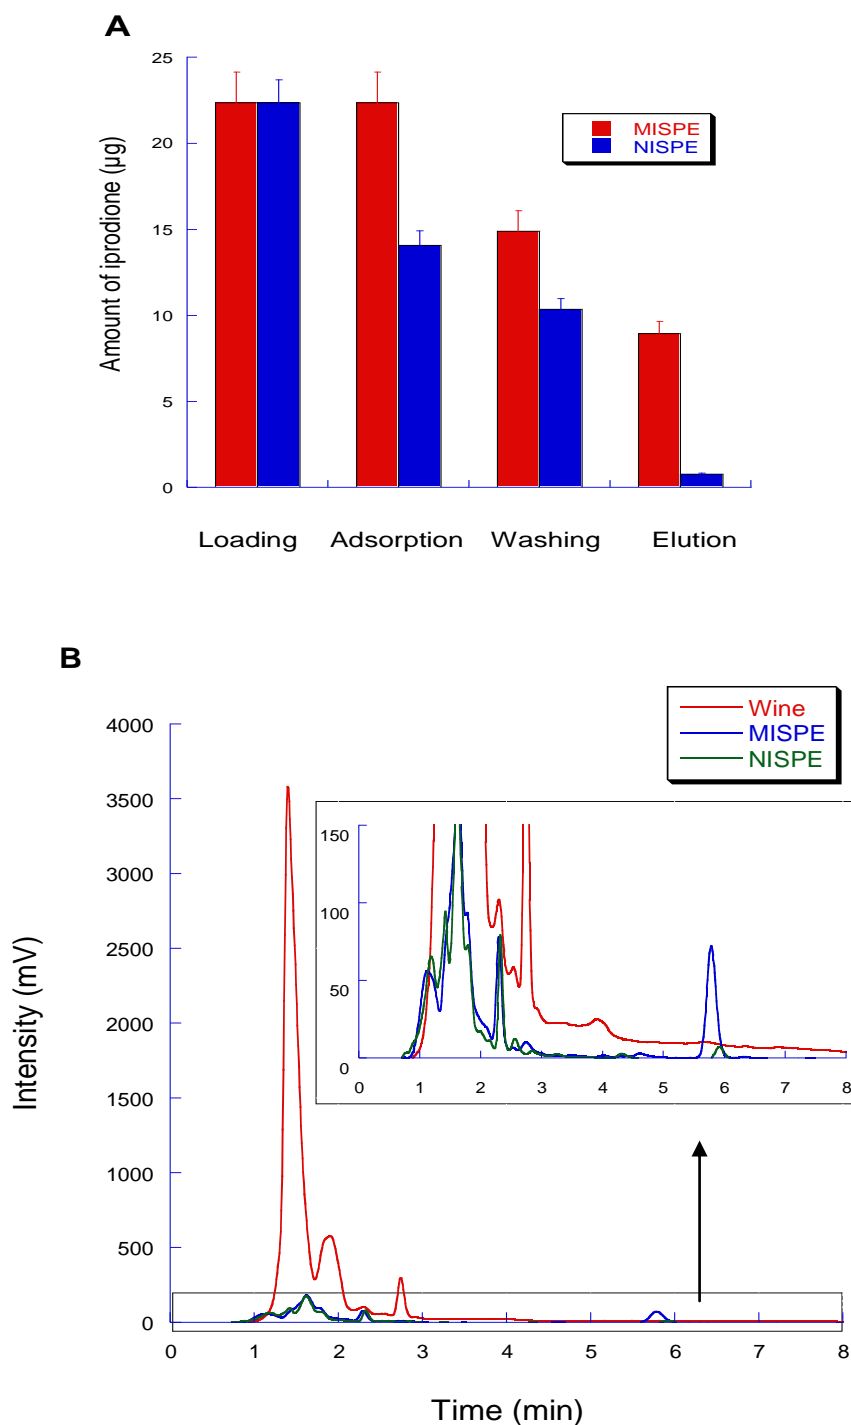 A
25
20
15
10
5
0
Amount of iprodione (µg)
MISPE
NISPE
Loading Adsorption Washing Elution
B
Wine
MISPE
NISPE
4000
3500
3000
2500
2000
1500
1000
500
0
Intensity (mV)
150
100
50
0
0 1 2 3 4 5 6 7 8
0 1 2 3 4 5 6 7 8
Time (min)